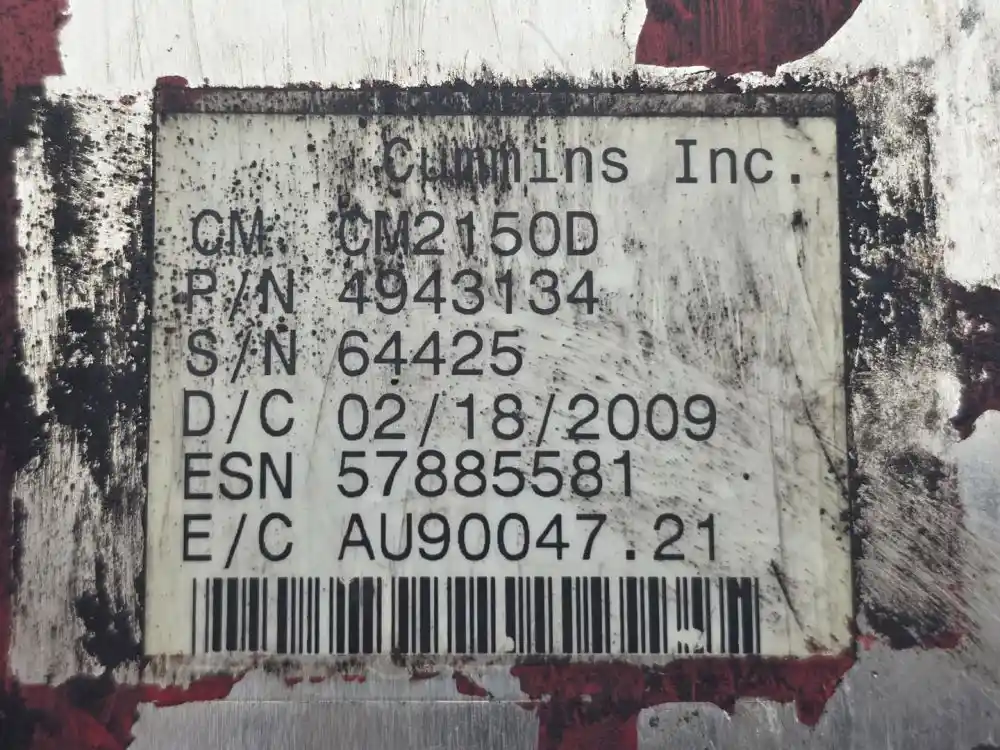 Cummins Inc.
CM. CM2150D
P/N 4943134
S/N 64425
D/C 02/18/2009
ESN 57885581
E/C AU90047.21